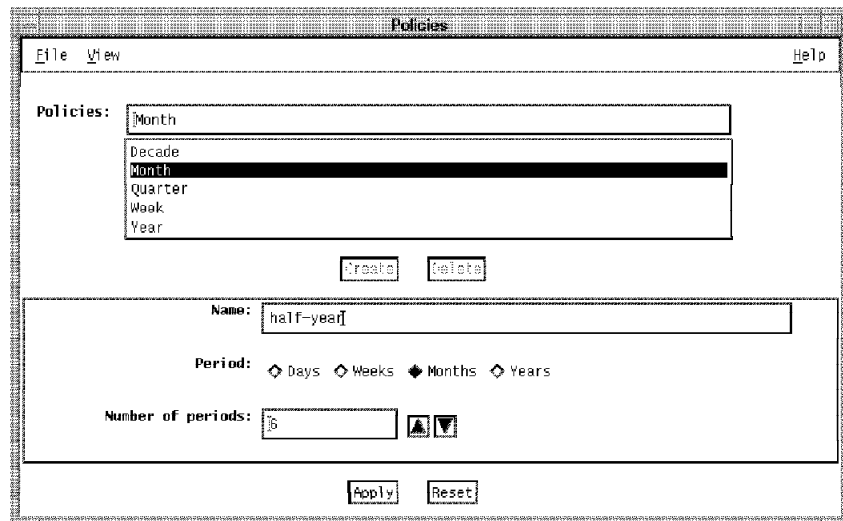 Policies
File View Help
Policies: Month
Decade
Month
Quarter
Week
Year
Create Delete
Name: half-year
Period: Days Weeks Months Years
Number of periods: 6
Apply Reset